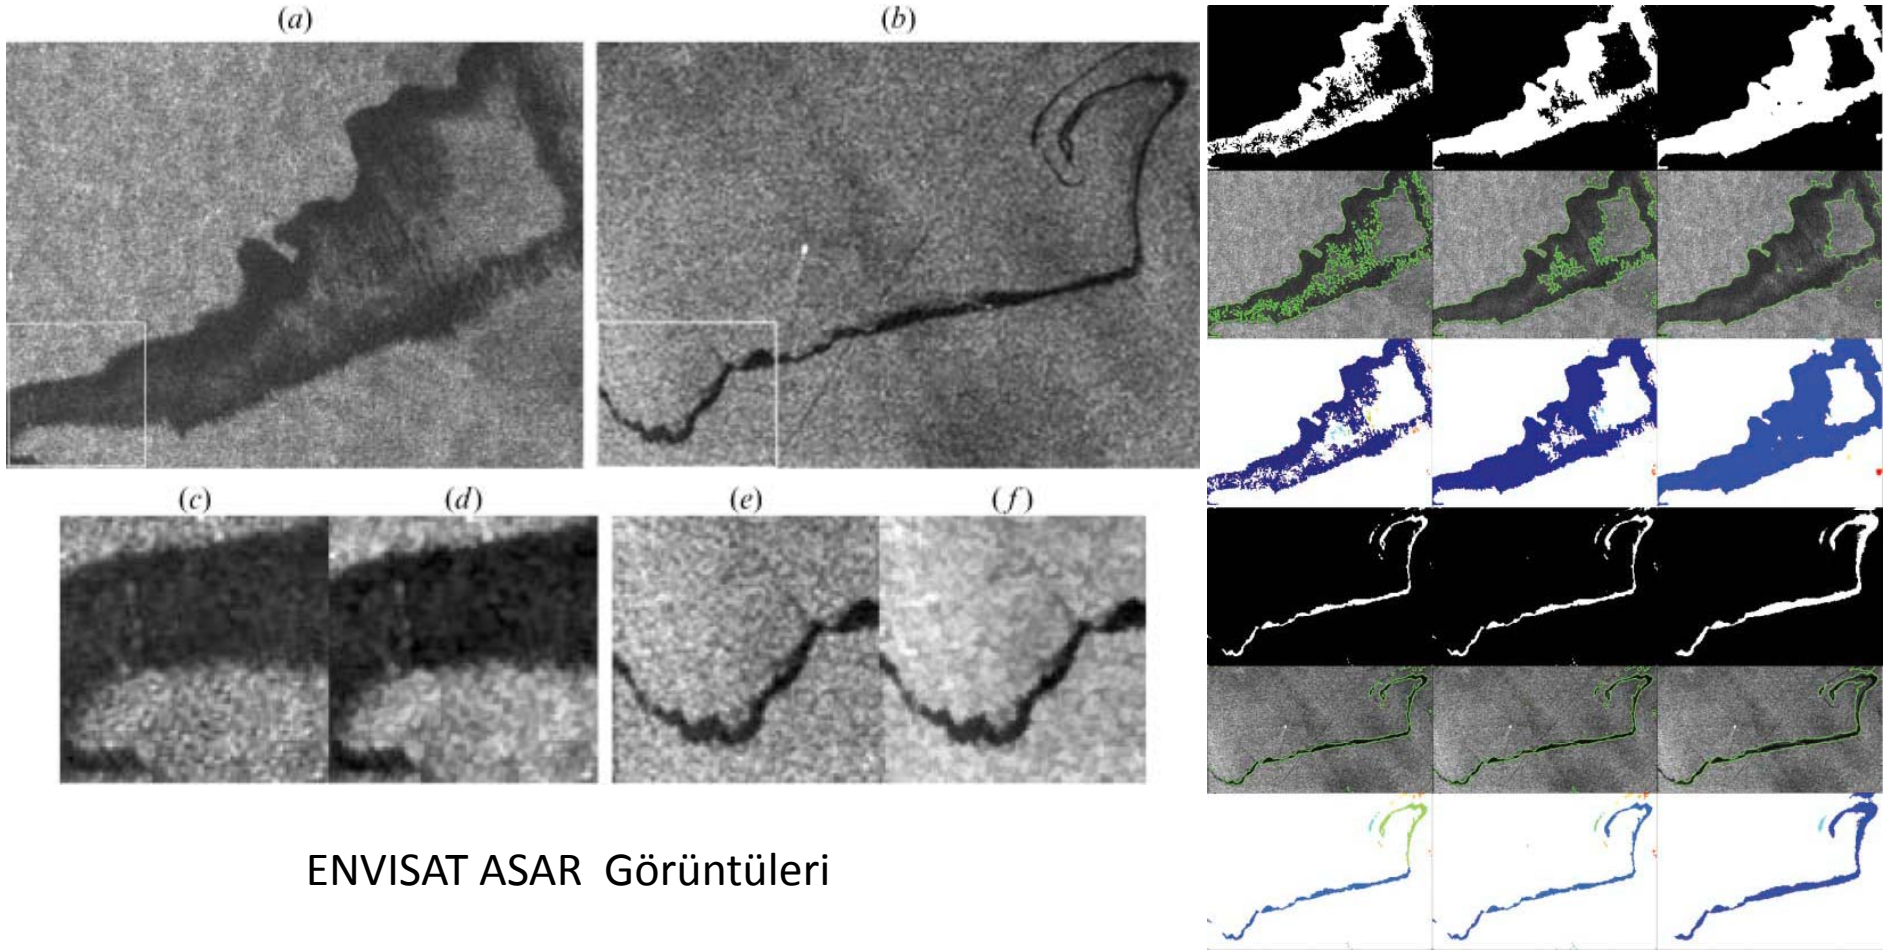 (a)
(b)
(c)
(d)
(e)
(f)
ENVISAT ASAR Görüntüleri